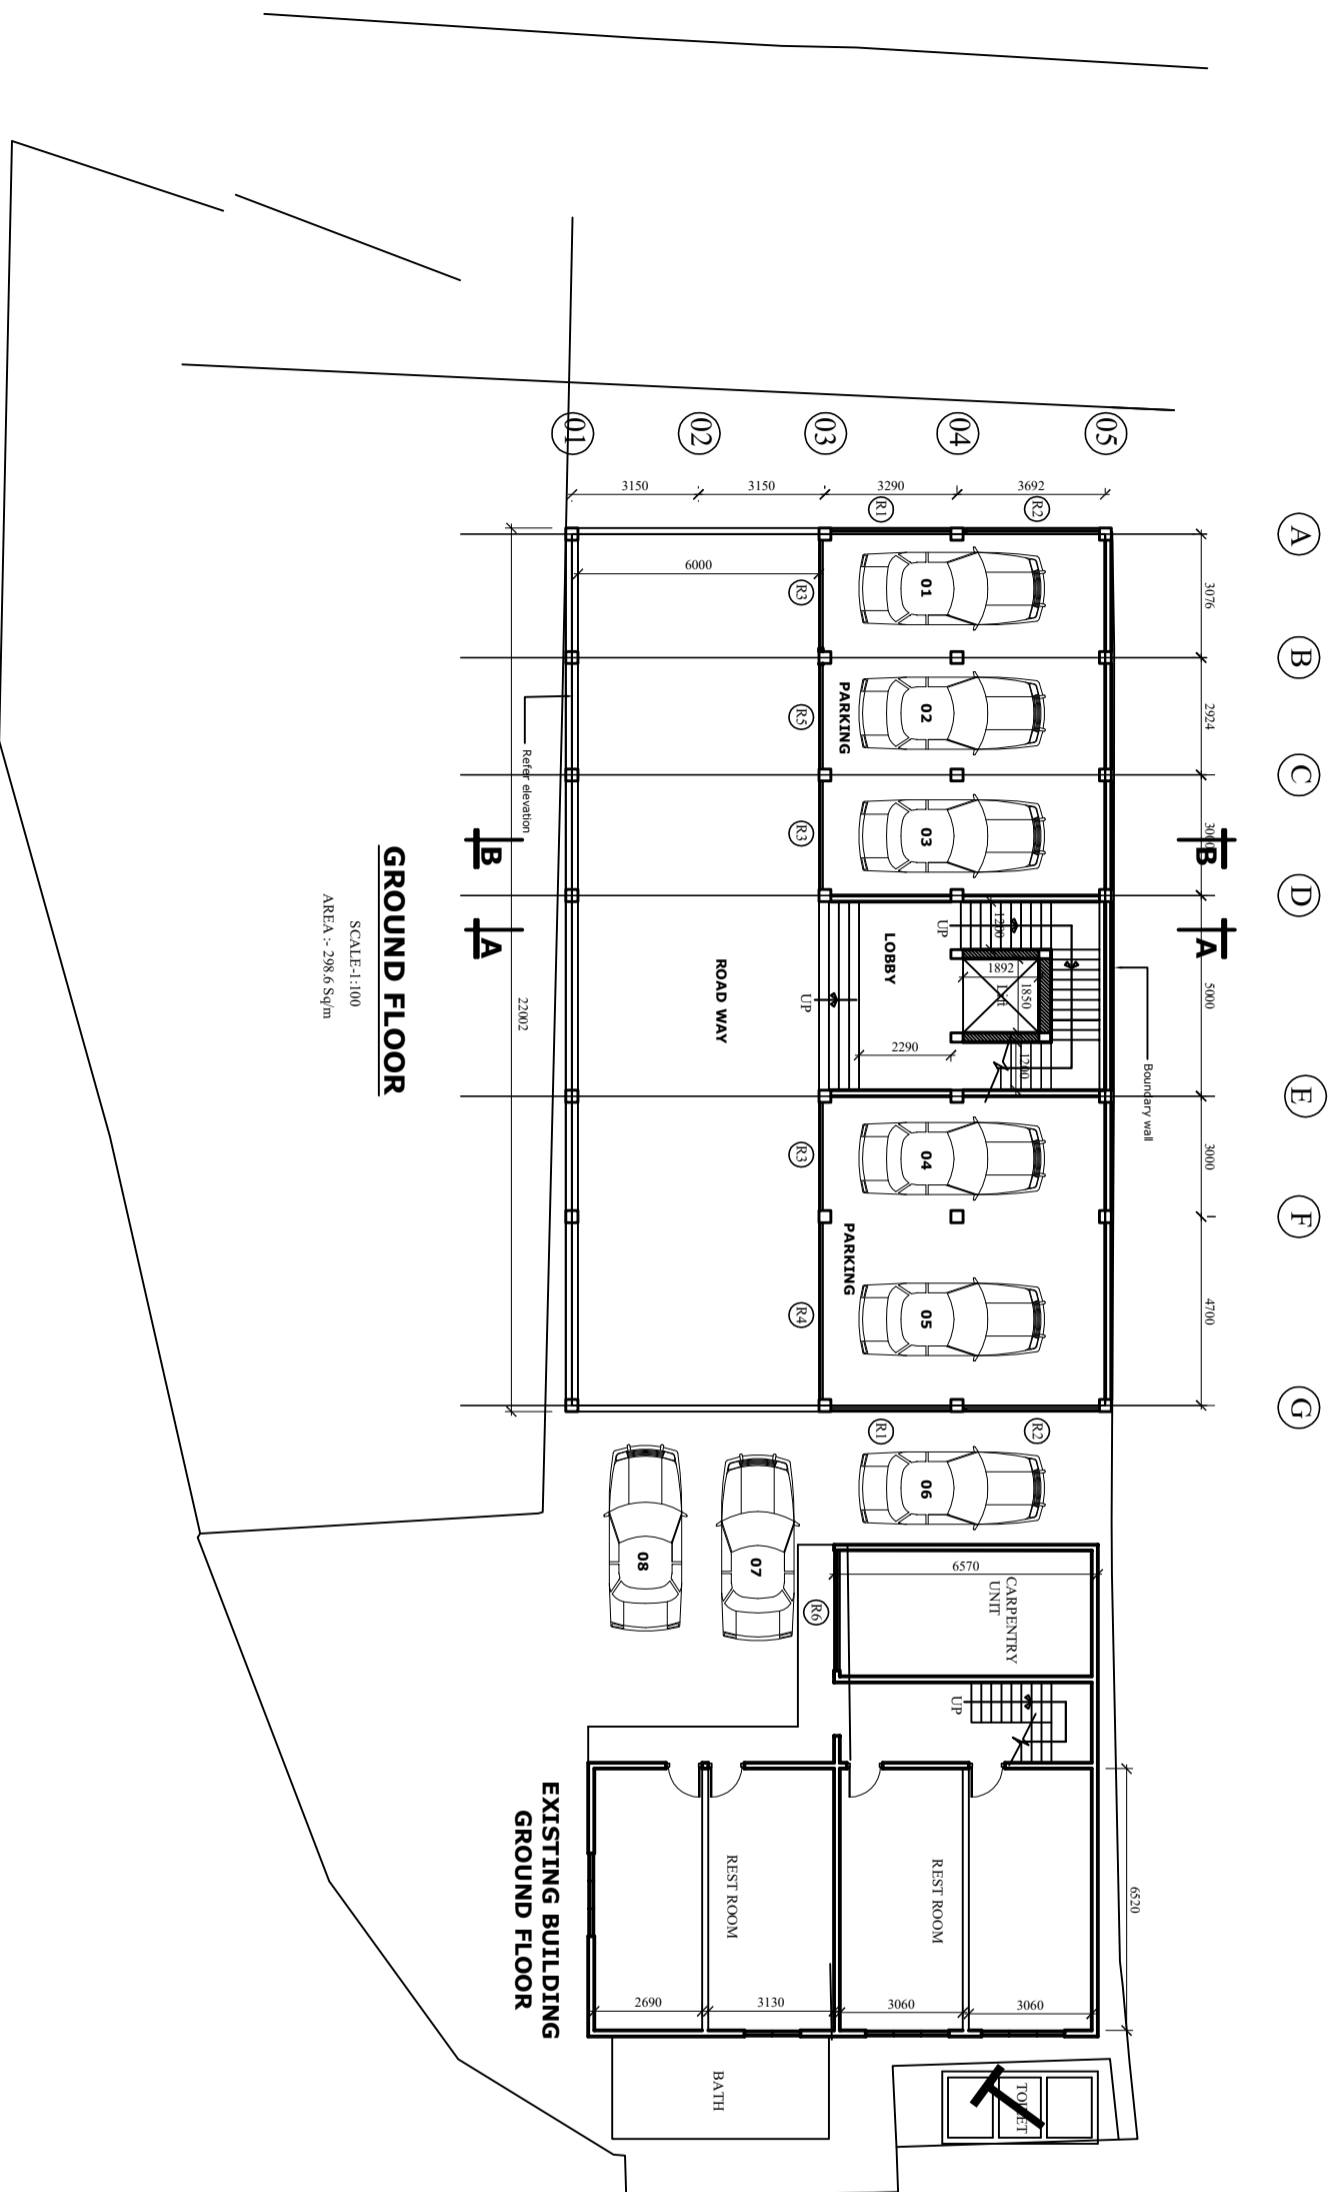 A
B
C
D
E
F
G
05
04
03
02
01
3692
3290
3150
3150
R2
R1
3076
2924
3000
5000
3000
4700
B
A
Boundary wall
01
02
03
04
05
06
07
08
PARKING
PARKING
6000
R3
R5
R3
R3
R4
R2
R1
R6
1200
UP
1892
1850
Lift
1200
LOBBY
2290
UP
ROAD WAY
Refer elevation
22002
B
A
GROUND FLOOR
SCALE-1:100
AREA :- 298.6 Sq/m
6570
CARPENTRY
UNIT
UP
6520
REST ROOM
REST ROOM
3060
3060
3130
2690
TOILET
BATH
EXISTING BUILDING
GROUND FLOOR